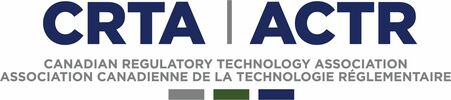 CRTA | ACTR
CANADIAN REGULATORY TECHNOLOGY ASSOCIATION
ASSOCIATION CANADIENNE DE LA TECHNOLOGIE RÉGLEMENTAIRE